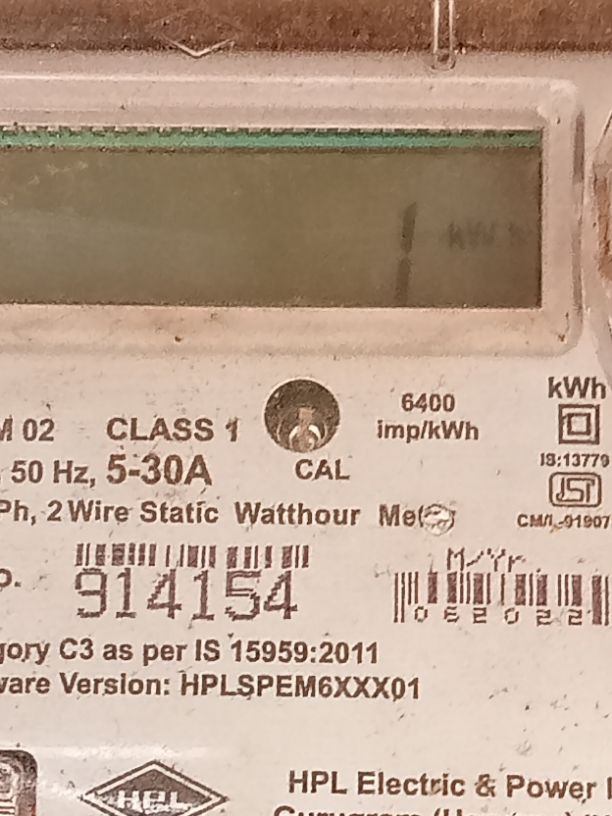 1 kWh
kWh
6400
imp/kWh
M 02 CLASS 1
CAL
IS:13779
50 Hz, 5-30A
Ph, 2 Wire Static Watthour
CM/L-91907
M/Yr
914154
062022
gory C3 as per IS 15959:2011
ware Version: HPLSPEM6XXX01
HPL
HPL Electric & Power